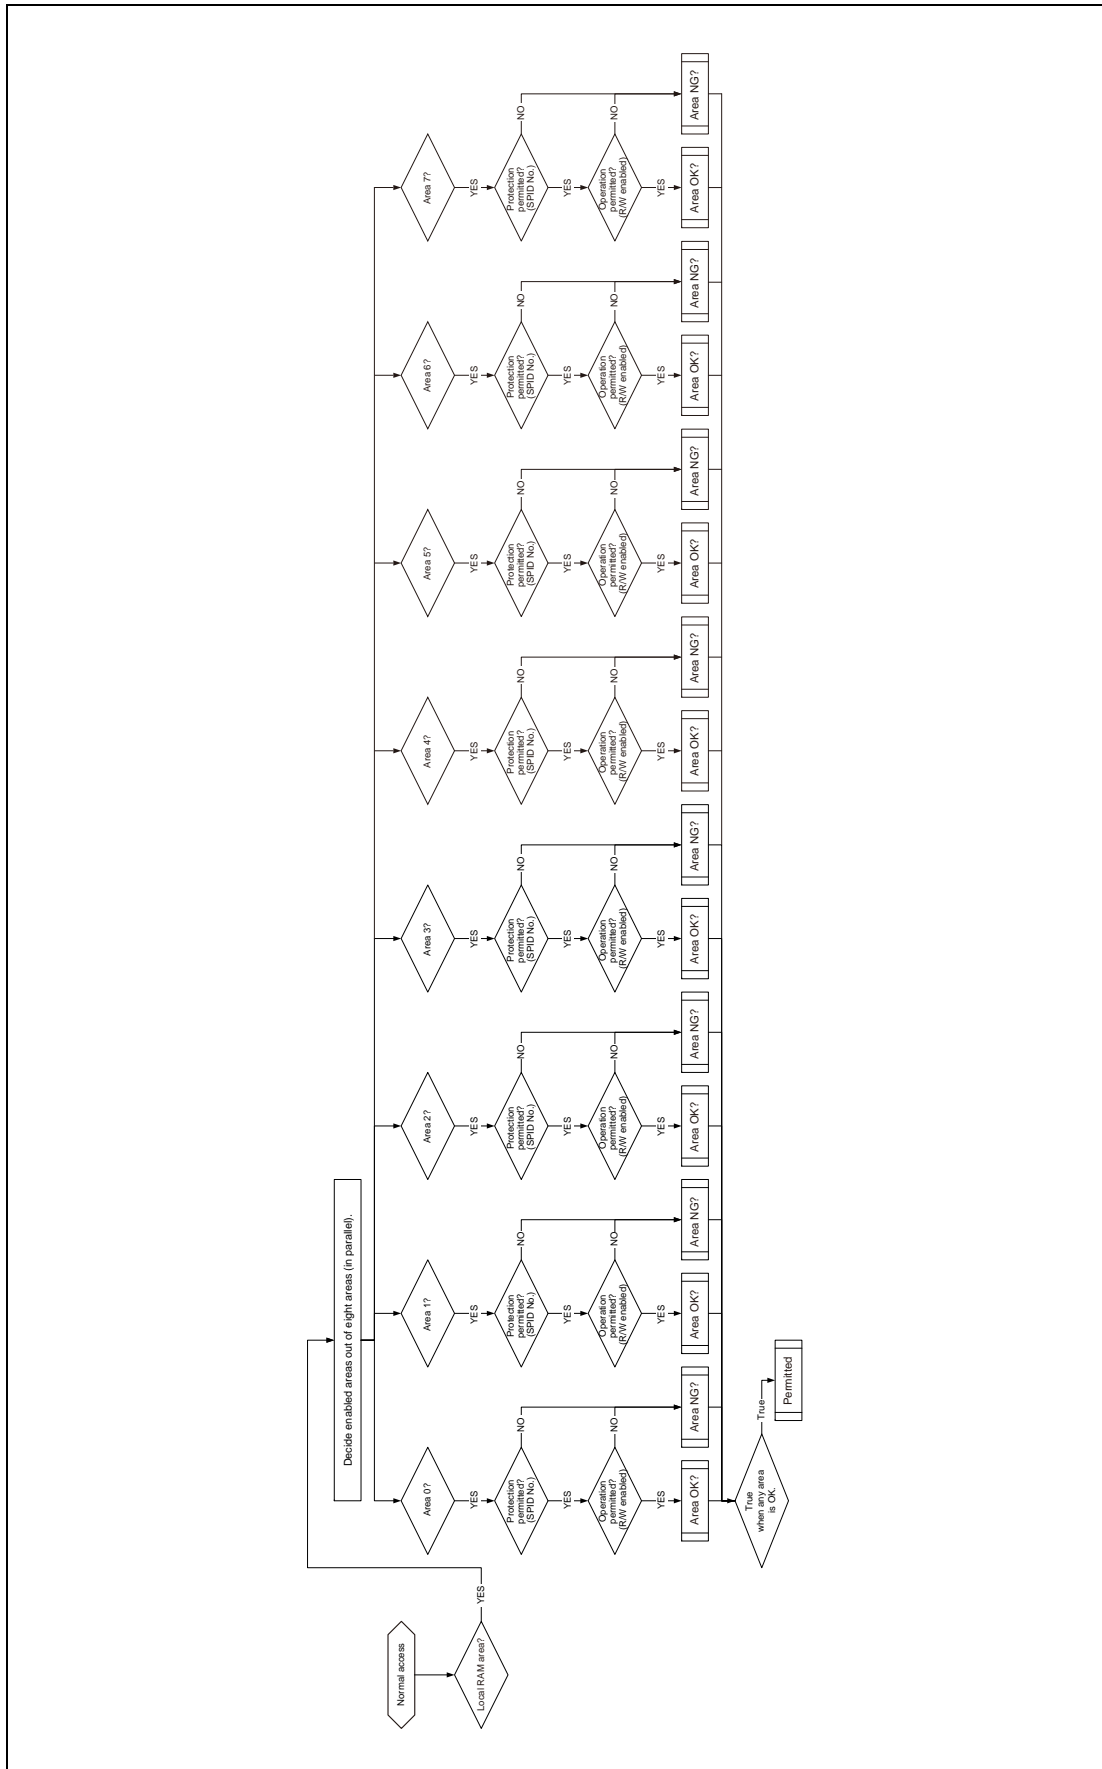 Normal access
Local RAM area?
YES
Decide enabled areas out of eight areas (in parallel).
Area 0?
YES
Protection
permitted?
(SPID No.)
NO
YES
Operation
permitted?
(R/W enabled)
NO
YES
Area OK?
Area NG?
Area 1?
YES
Protection
permitted?
(SPID No.)
NO
YES
Operation
permitted?
(R/W enabled)
NO
YES
Area OK?
Area NG?
Area 2?
YES
Protection
permitted?
(SPID No.)
NO
YES
Operation
permitted?
(R/W enabled)
NO
YES
Area OK?
Area NG?
Area 3?
YES
Protection
permitted?
(SPID No.)
NO
YES
Operation
permitted?
(R/W enabled)
NO
YES
Area OK?
Area NG?
Area 4?
YES
Protection
permitted?
(SPID No.)
NO
YES
Operation
permitted?
(R/W enabled)
NO
YES
Area OK?
Area NG?
Area 5?
YES
Protection
permitted?
(SPID No.)
NO
YES
Operation
permitted?
(R/W enabled)
NO
YES
Area OK?
Area NG?
Area 6?
YES
Protection
permitted?
(SPID No.)
NO
YES
Operation
permitted?
(R/W enabled)
NO
YES
Area OK?
Area NG?
Area 7?
YES
Protection
permitted?
(SPID No.)
NO
YES
Operation
permitted?
(R/W enabled)
NO
YES
Area OK?
Area NG?
True
when any area
is OK.
True
Permitted